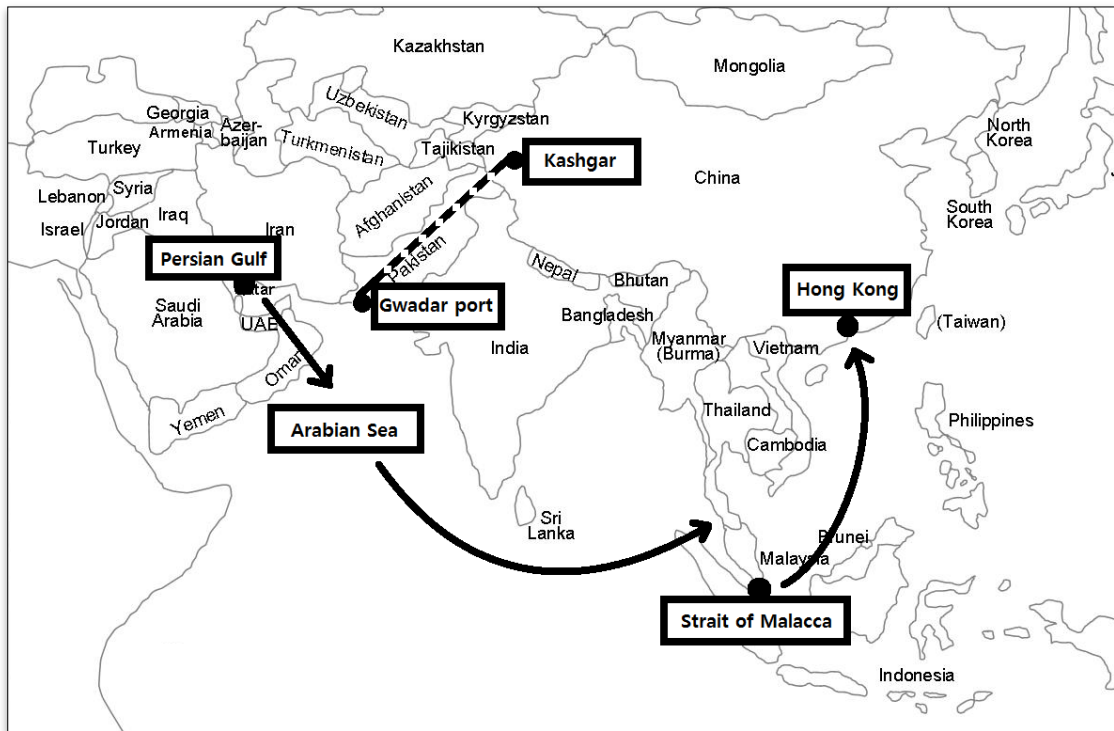 Kazakhstan
Mongolia
Uzbekistan
Georgia
Kyrgyzstan
Armenia
Azer-
baijan
North
Korea
Turkey
Turkmenistan
Tajikistan
Kashgar
China
Lebanon
Syria
Afghanistan
Iraq
South
Korea
Israel
Jordan
Iran
Persian Gulf
Pakistan
Nepal
Bhutan
Hong Kong
Saudi
Arabia
Gwadar port
UAE
Bangladesh
(Taiwan)
India
Myanmar
(Burma)
Vietnam
Oman
Yemen
Thailand
Philippines
Arabian Sea
Cambodia
Sri
Lanka
Brunei
Malaysia
Strait of Malacca
Indonesia